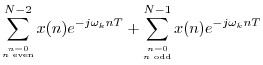 $$\sum_{\substack{n=0 \\ n \text{ even}}}^{N-2} x(n)e^{-j\omega_k nT} + \sum_{\substack{n=0 \\ n \text{ odd}}}^{N-1} x(n)e^{-j\omega_k nT}$$